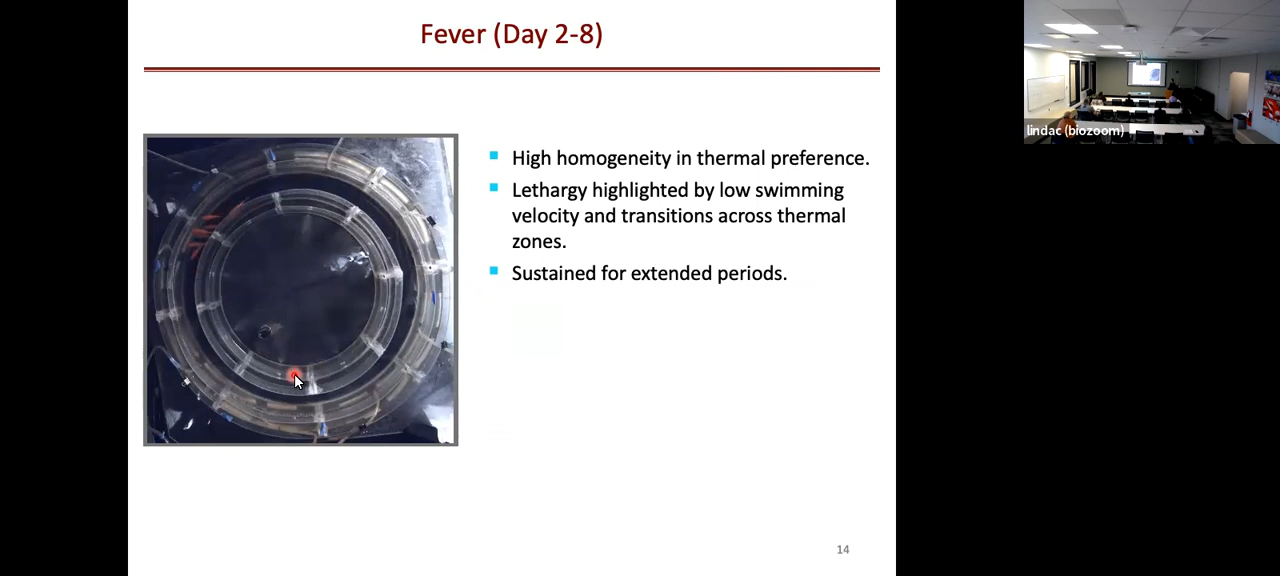 Fever (Day 2-8)
High homogeneity in thermal preference.
Lethargy highlighted by low swimming
velocity and transitions across thermal
zones.
Sustained for extended periods.
14
lindac (biozoom)